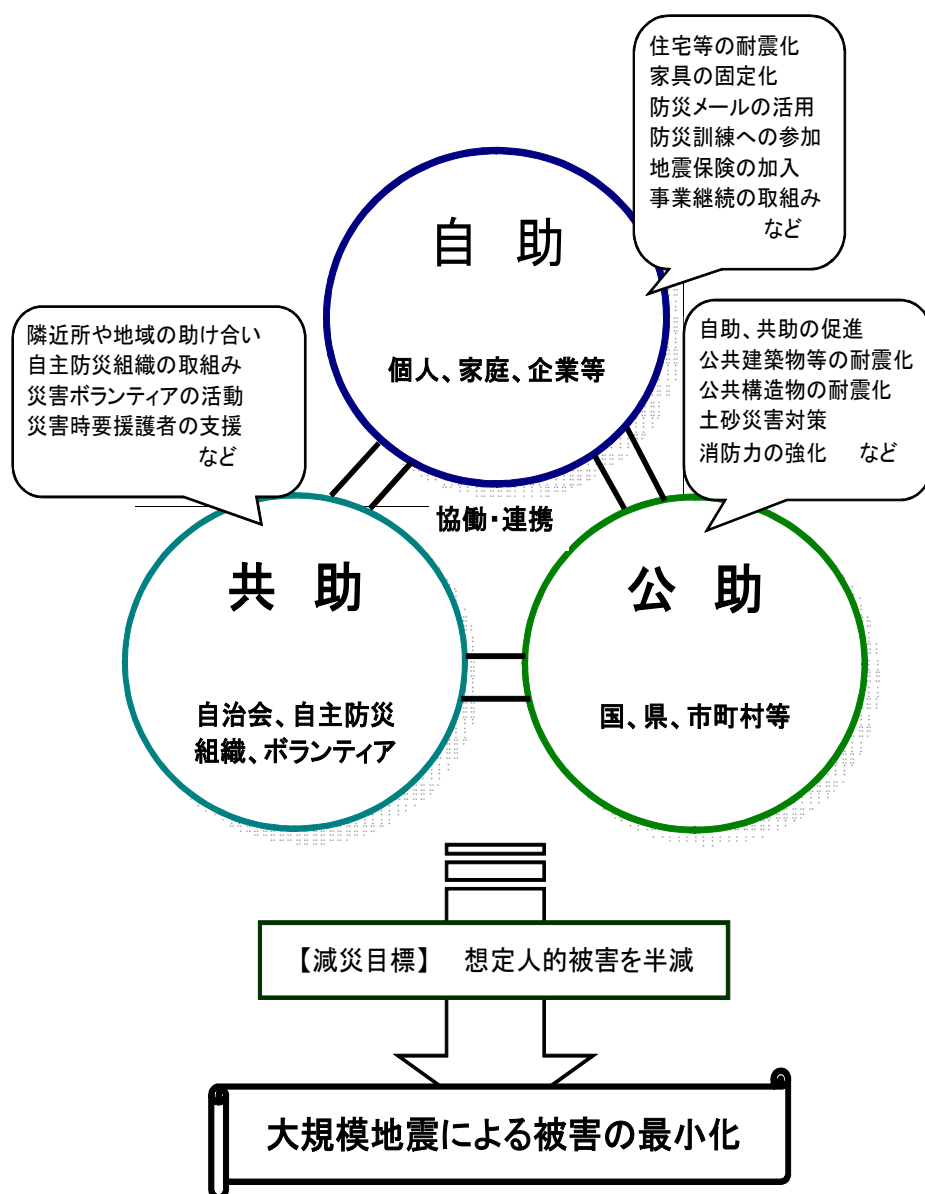 住宅等の耐震化
家具の固定化
防災メールの活用
防災訓練への参加
地震保険の加入
事業継続の取組み
など
自 助
個人、家庭、企業等
隣近所や地域の助け合い
自主防災組織の取組み
災害ボランティアの活動
災害時要援護者の支援
など
自助、共助の促進
公共建築物等の耐震化
公共構造物の耐震化
土砂災害対策
消防力の強化 など
協働・連携
共 助
自治会、自主防災
組織、ボランティア
公 助
国、県、市町村等
【減災目標】 想定人的被害を半減
大規模地震による被害の最小化